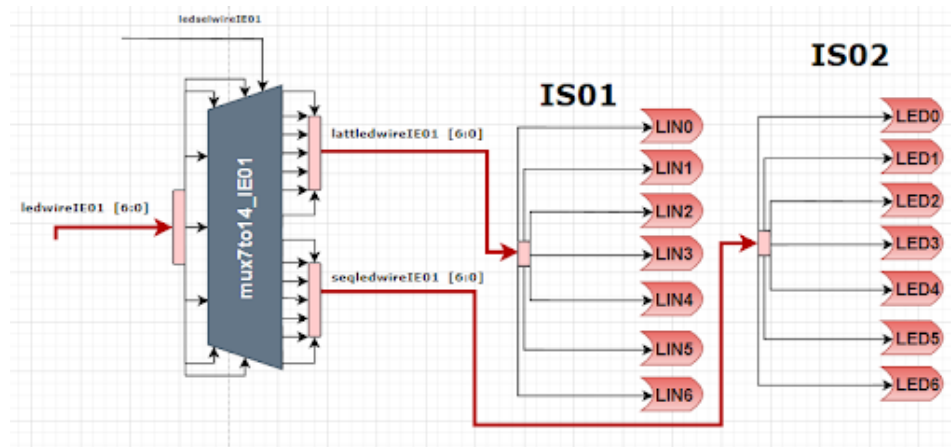 ledselwireIE01
IS02
IS01
ledwireIE01 [6:0]
mux7to14_IE01
lattledwireIE01 [6:0]
seqledwireIE01 [6:0]
LIN0
LIN1
LIN2
LIN3
LIN4
LIN5
LIN6
LED0
LED1
LED2
LED3
LED4
LED5
LED6